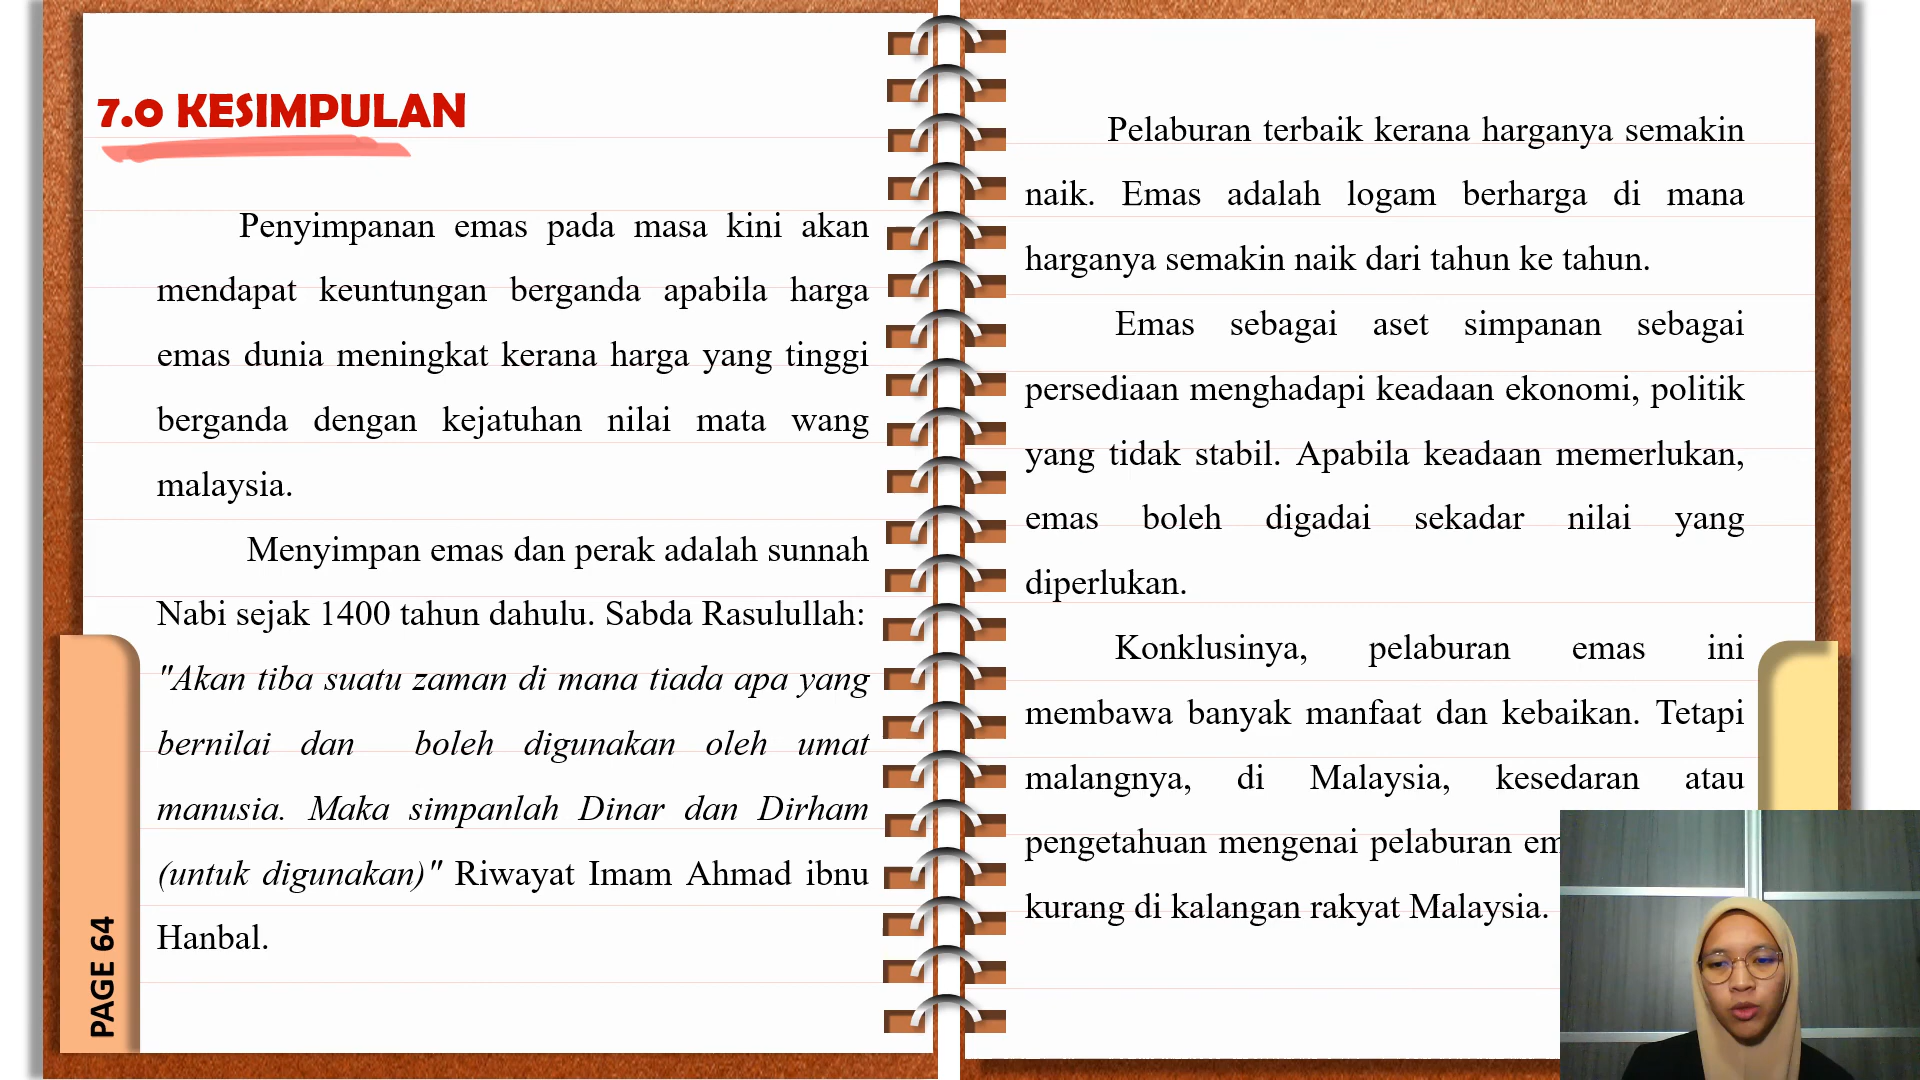 7.0 KESIMPULAN
Penyimpanan emas pada masa kini akan
mendapat keuntungan berganda apabila harga
emas dunia meningkat kerana harga yang tinggi
berganda dengan kejatuhan nilai mata wang
malaysia.
Menyimpan emas dan perak adalah sunnah
Nabi sejak 1400 tahun dahulu. Sabda Rasulullah:
"Akan tiba suatu zaman di mana tiada apa yang
bernilai dan boleh digunakan oleh umat
manusia. Maka simpanlah Dinar dan Dirham
(untuk digunakan)" Riwayat Imam Ahmad ibnu
Hanbal.
PAGE 64
Pelaburan terbaik kerana harganya semakin
naik. Emas adalah logam berharga di mana
harganya semakin naik dari tahun ke tahun.
Emas sebagai aset simpanan sebagai
persediaan menghadapi keadaan ekonomi, politik
yang tidak stabil. Apabila keadaan memerlukan,
emas boleh digadai sekadar nilai yang
diperlukan.
Konklusinya, pelaburan emas ini
membawa banyak manfaat dan kebaikan. Tetapi
malangnya, di Malaysia, kesedaran atau
pengetahuan mengenai pelaburan
kurang di kalangan rakyat Malaysia.